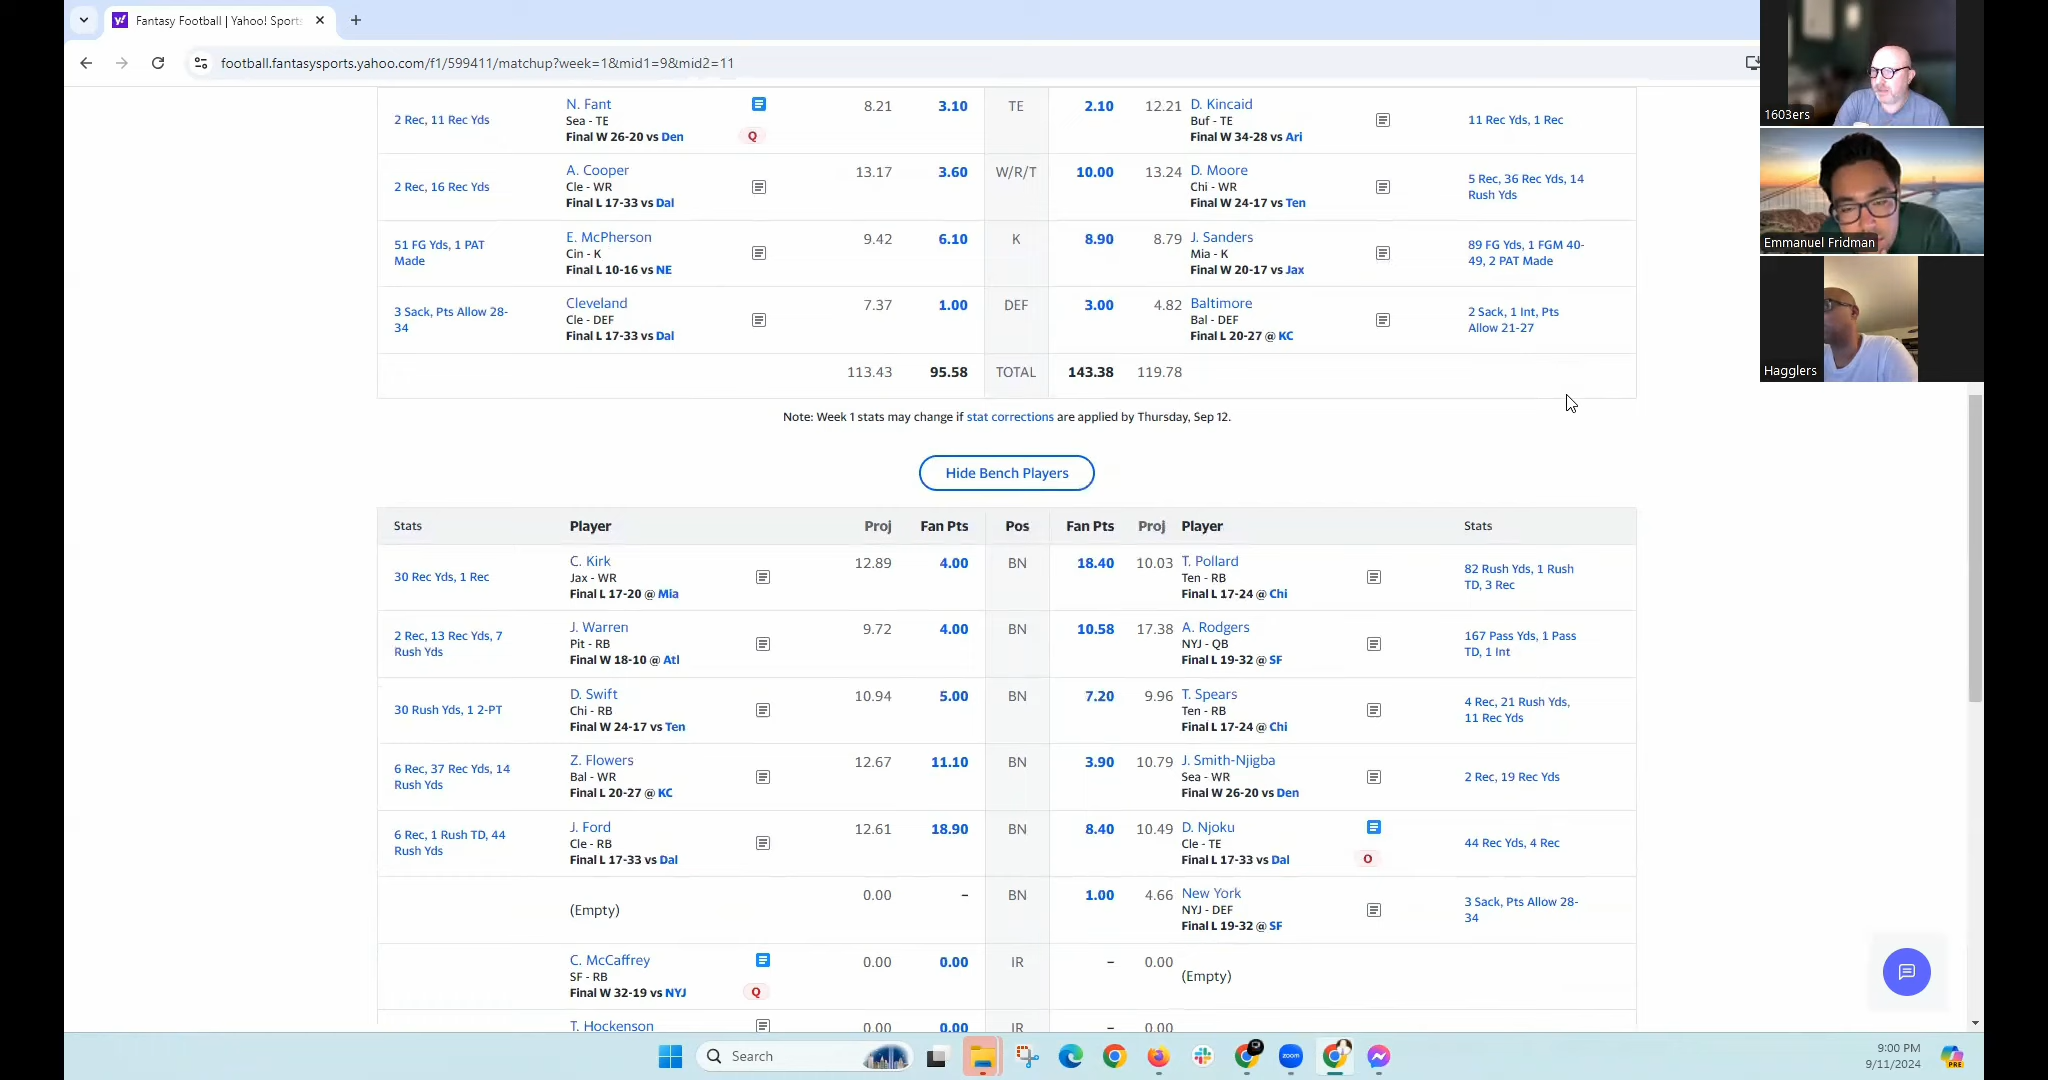 Fantasy Football | Yahoo! Sports
football.fantasysports.yahoo.com/f1/599411/matchup?week=1&mid1=9&mid2=11
1603ers
Emmanuel Fridman
Hagglers
2 Rec, 11 Rec Yds
N. Fant
Sea - TE
Final W 26-20 vs Den
Q
8.21
3.10
TE
2.10
12.21
D. Kincaid
Buf - TE
Final W 34-28 vs Ari
11 Rec Yds, 1 Rec
2 Rec, 16 Rec Yds
A. Cooper
Cle - WR
Final L 17-33 vs Dal
13.17
3.60
W/R/T
10.00
13.24
D. Moore
Chi - WR
Final W 24-17 vs Ten
5 Rec, 36 Rec Yds, 14
Rush Yds
51 FG Yds, 1 PAT
Made
E. McPherson
Cin - K
Final L 10-16 vs NE
9.42
6.10
K
8.90
8.79
J. Sanders
Mia - K
Final W 20-17 vs Jax
89 FG Yds, 1 FGM 40-
49, 2 PAT Made
3 Sack, Pts Allow 28-
34
Cleveland
Cle - DEF
Final L 17-33 vs Dal
7.37
1.00
DEF
3.00
4.82
Baltimore
Bal - DEF
Final L 20-27 @ KC
2 Sack, 1 Int, Pts
Allow 21-27
113.43
95.58
TOTAL
143.38
119.78
Note: Week 1 stats may change if stat corrections are applied by Thursday, Sep 12.
Hide Bench Players
Stats
Player
Proj
Fan Pts
Pos
Fan Pts
Proj
Player
Stats
30 Rec Yds, 1 Rec
C. Kirk
Jax - WR
Final L 17-20 @ Mia
12.89
4.00
BN
18.40
10.03
T. Pollard
Ten - RB
Final L 17-24 @ Chi
82 Rush Yds, 1 Rush
TD, 3 Rec
2 Rec, 13 Rec Yds, 7
Rush Yds
J. Warren
Pit - RB
Final W 18-10 @ Atl
9.72
4.00
BN
10.58
17.38
A. Rodgers
NYJ - QB
Final L 19-32 @ SF
167 Pass Yds, 1 Pass
TD, 1 Int
30 Rush Yds, 1 2-PT
D. Swift
Chi - RB
Final W 24-17 vs Ten
10.94
5.00
BN
7.20
9.96
T. Spears
Ten - RB
Final L 17-24 @ Chi
4 Rec, 21 Rush Yds,
11 Rec Yds
6 Rec, 37 Rec Yds, 14
Rush Yds
Z. Flowers
Bal - WR
Final L 20-27 @ KC
12.67
11.10
BN
3.90
10.79
J. Smith-Njigba
Sea - WR
Final W 26-20 vs Den
2 Rec, 19 Rec Yds
6 Rec, 1 Rush TD, 44
Rush Yds
J. Ford
Cle - RB
Final L 17-33 vs Dal
12.61
18.90
BN
8.40
10.49
D. Njoku
Cle - TE
Final L 17-33 vs Dal
O
44 Rec Yds, 4 Rec
(Empty)
0.00
–
BN
1.00
4.66
New York
NYJ - DEF
Final L 19-32 @ SF
3 Sack, Pts Allow 28-
34
C. McCaffrey
SF - RB
Final W 32-19 vs NYJ
Q
0.00
0.00
IR
–
0.00
(Empty)
T. Hockenson
0.00
0.00
IR
–
0.00
Search
zoom
9:00 PM
9/11/2024
PRE